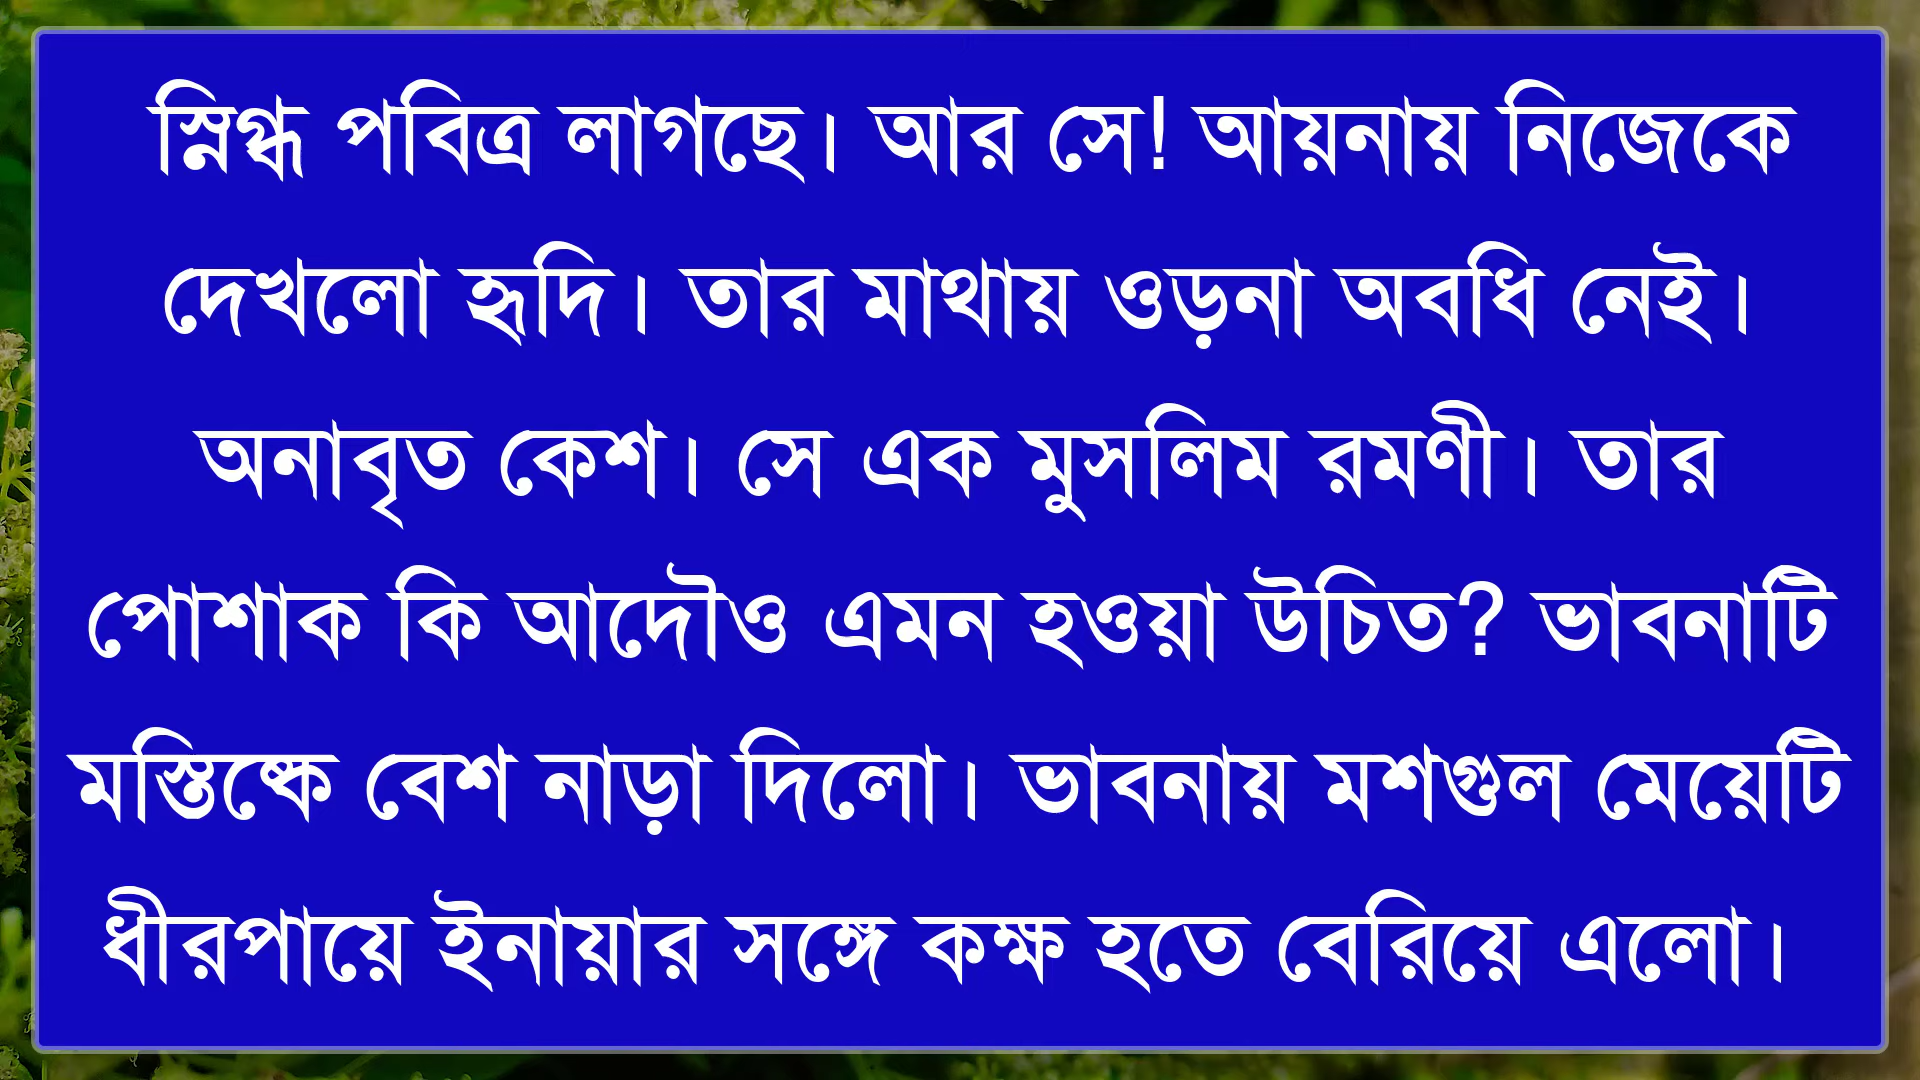 স্নিগ্ধ পবিত্র লাগছে। আর সে! আয়নায় নিজেকে
দেখলো হৃদি। তার মাথায় ওড়না অবধি নেই।
অনাবৃত কেশ। সে এক মুসলিম রমণী। তার
পোশাক কি আদৌও এমন হওয়া উচিত? ভাবনাটি
মস্তিষ্কে বেশ নাড়া দিলো। ভাবনায় মশগুল মেয়েটি
ধীরপায়ে ইনায়ার সঙ্গে কক্ষ হতে বেরিয়ে এলো।